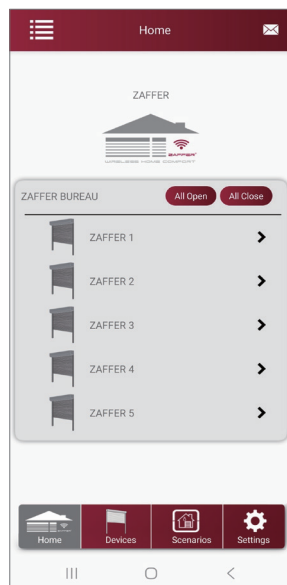 Home
ZAFFER
ZAFFER
WIRELESS HOME COMFORT
ZAFFER BUREAU
All Open
All Close
ZAFFER 1
ZAFFER 2
ZAFFER 3
ZAFFER 4
ZAFFER 5
Home
Devices
Scenarios
Settings